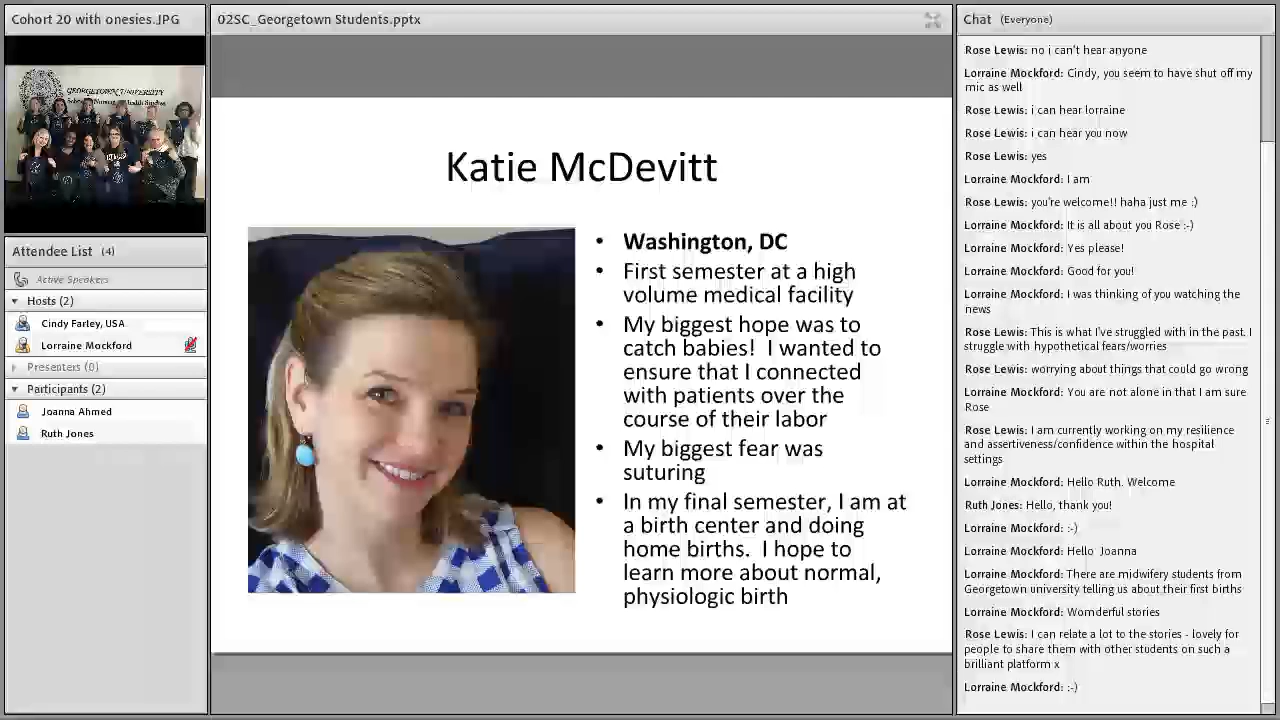 Cohort 20 with onesies.JPG
GEORGETOWN UNIVERSITY
Attendee List (4)
Active Speakers
Hosts (2)
Cindy Farley, USA
Lorraine Mockford
Presenters (0)
Participants (2)
Joanna Ahmed
Ruth Jones
02SC_Georgetown Students.pptx
Katie McDevitt
• Washington, DC
• First semester at a high
volume medical facility
• My biggest hope was to
catch babies!  I wanted to
ensure that I connected
with patients over the
course of their labor
• My biggest fear was
suturing
• In my final semester, I am at
a birth center and doing
home births.  I hope to
learn more about normal,
physiologic birth
Chat (Everyone)
Rose Lewis: no i can't hear anyone
Lorraine Mockford: Cindy, you seem to have shut off my
mic as well
Rose Lewis: i can hear lorraine
Rose Lewis: i can hear you now
Rose Lewis: yes
Lorraine Mockford: I am
Rose Lewis: you're welcome!! haha just me :)
Lorraine Mockford: It is all about you Rose :-)
Lorraine Mockford: Yes please!
Lorraine Mockford: Good for you!
Lorraine Mockford: I was thinking of you watching the
news
Rose Lewis: This is what I've struggled with in the past. I
struggle with hypothetical fears/worries
Rose Lewis: worrying about things that could go wrong
Lorraine Mockford: You are not alone in that I am sure
Rose
Rose Lewis: I am currently working on my resilience
and assertiveness/confidence within the hospital
settings
Lorraine Mockford: Hello Ruth. Welcome
Ruth Jones: Hello, thank you!
Lorraine Mockford: :-)
Lorraine Mockford: Hello  Joanna
Lorraine Mockford: There are midwifery students from
Georgetown university telling us about their first births
Lorraine Mockford: Womderful stories
Rose Lewis: I can relate a lot to the stories - lovely for
people to share them with other students on such a
brilliant platform x
Lorraine Mockford: :-)